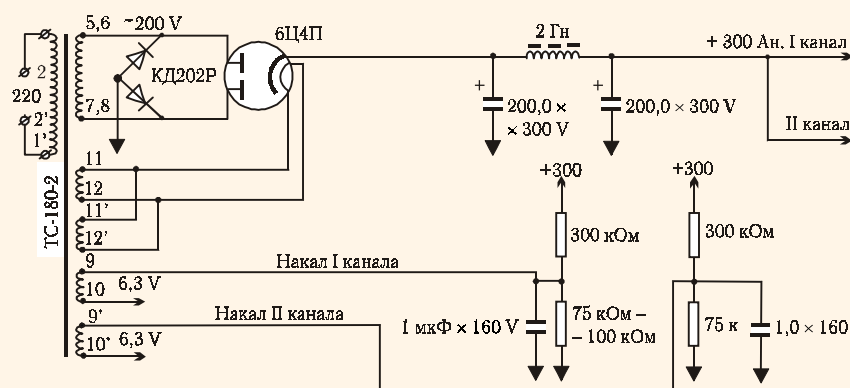 5,6
~200 V
6Ц4П
2 Гн
+ 300 Ан. I канал
2
220
2'
1'
КД202Р
7,8
+
200,0 ×
× 300 V
+
200,0 × 300 V
II канал
11
12
11'
12'
ТС-180-2
+300
+300
300 кОм
300 кОм
9
Накал I канала
10
6,3 V
9'
Накал II канала
10'
6,3 V
1 мкФ × 160 V
75 кОм –
– 100 кОм
75 к
1,0 × 160